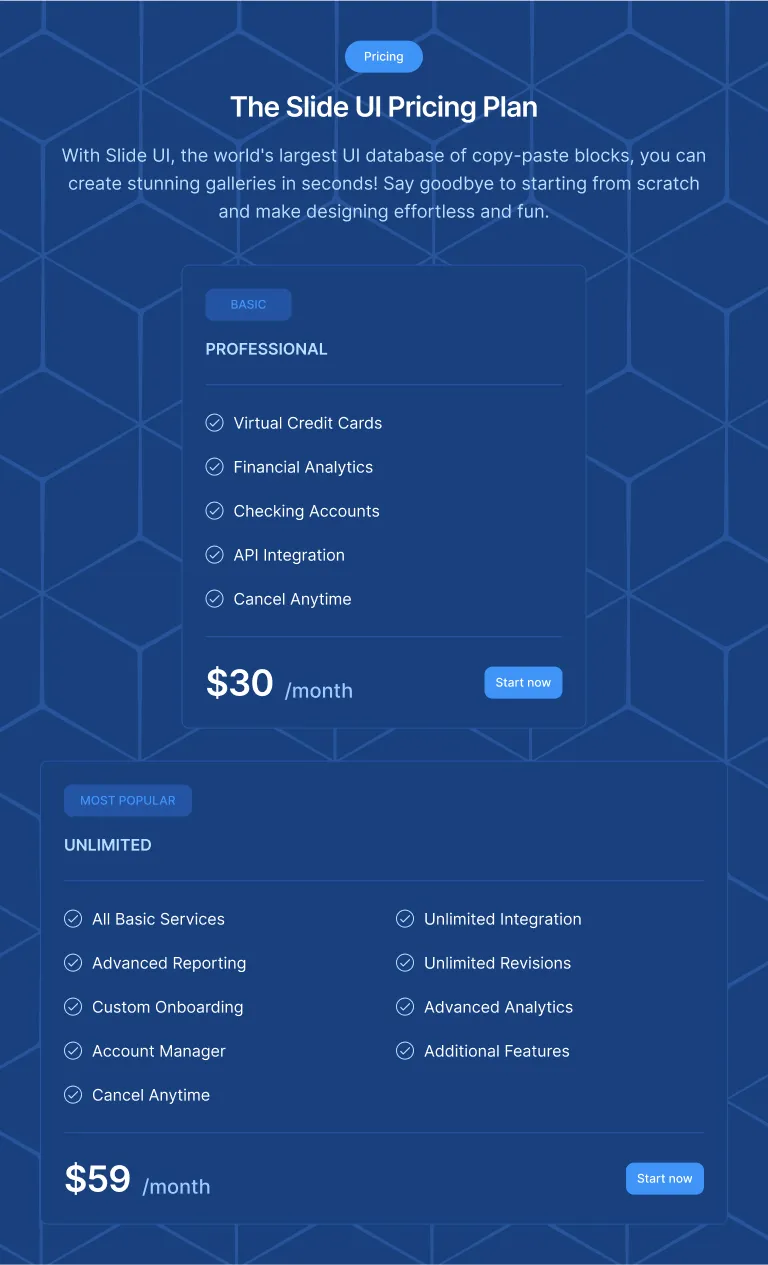 Pricing
The Slide UI Pricing Plan
With Slide UI, the world's largest UI database of copy-paste blocks, you can
create stunning galleries in seconds! Say goodbye to starting from scratch
and make designing effortless and fun.
BASIC
PROFESSIONAL
Virtual Credit Cards
Financial Analytics
Checking Accounts
API Integration
Cancel Anytime
$30 /month
Start now
MOST POPULAR
UNLIMITED
All Basic Services
Advanced Reporting
Custom Onboarding
Account Manager
Cancel Anytime
Unlimited Integration
Unlimited Revisions
Advanced Analytics
Additional Features
$59 /month
Start now